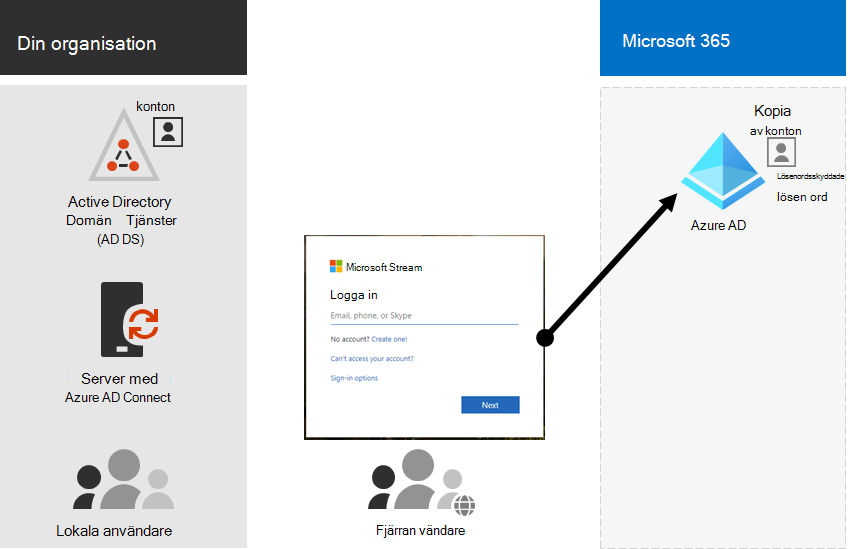 Din organisation
konton
Active Directory
Domän Tjänster
(AD DS)
Server med
Azure AD Connect
Lokala användare
Microsoft Stream
Logga in
Email, phone, or Skype
No account? Create one!
Can't access your account?
Sign-in options
Next
Fjärran vändare
Microsoft 365
Kopia
av konton
Lösenordsskyddade
lösen ord
Azure AD